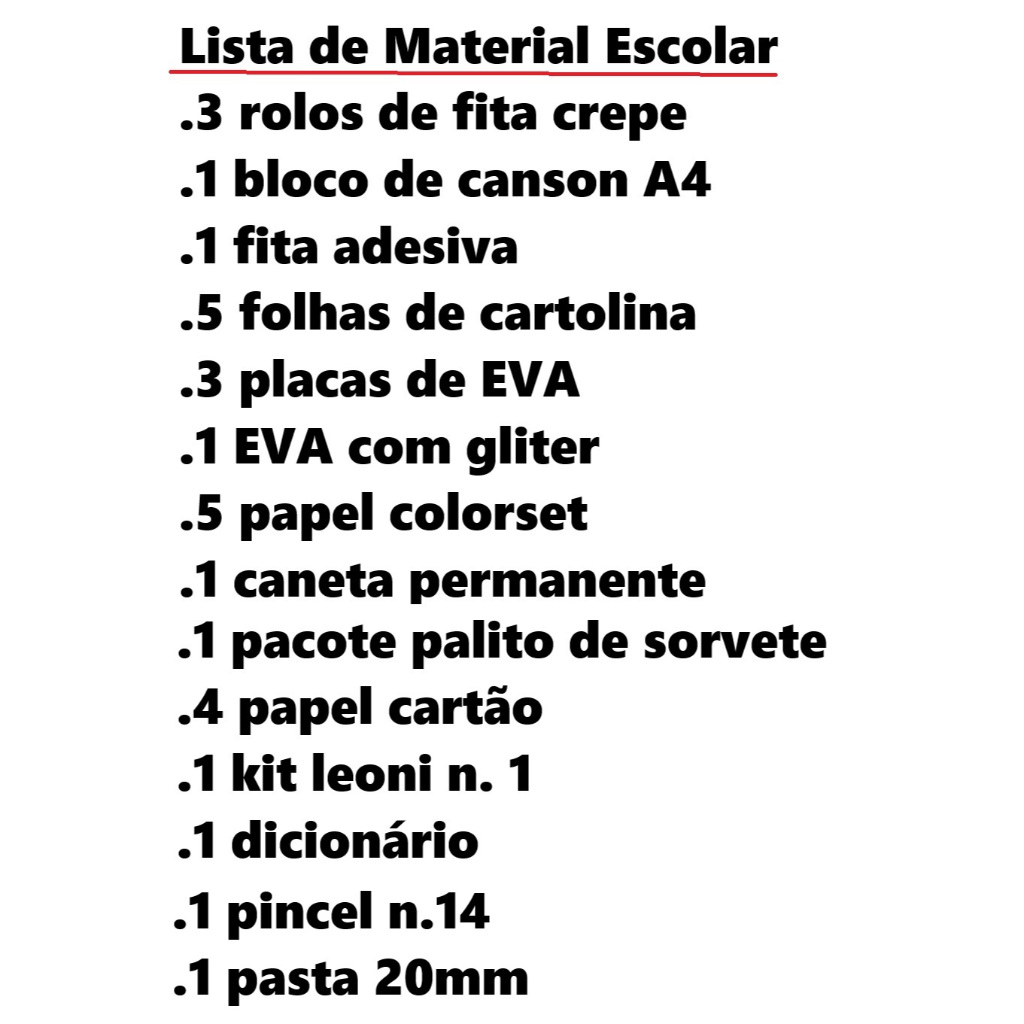 Lista de Material Escolar
.3 rolos de fita crepe
.1 bloco de canson A4
.1 fita adesiva
.5 folhas de cartolina
.3 placas de EVA
.1 EVA com gliter
.5 papel colorset
.1 caneta permanente
.1 pacote palito de sorvete
.4 papel cartão
.1 kit leoni n. 1
.1 dicionário
.1 pincel n.14
.1 pasta 20mm